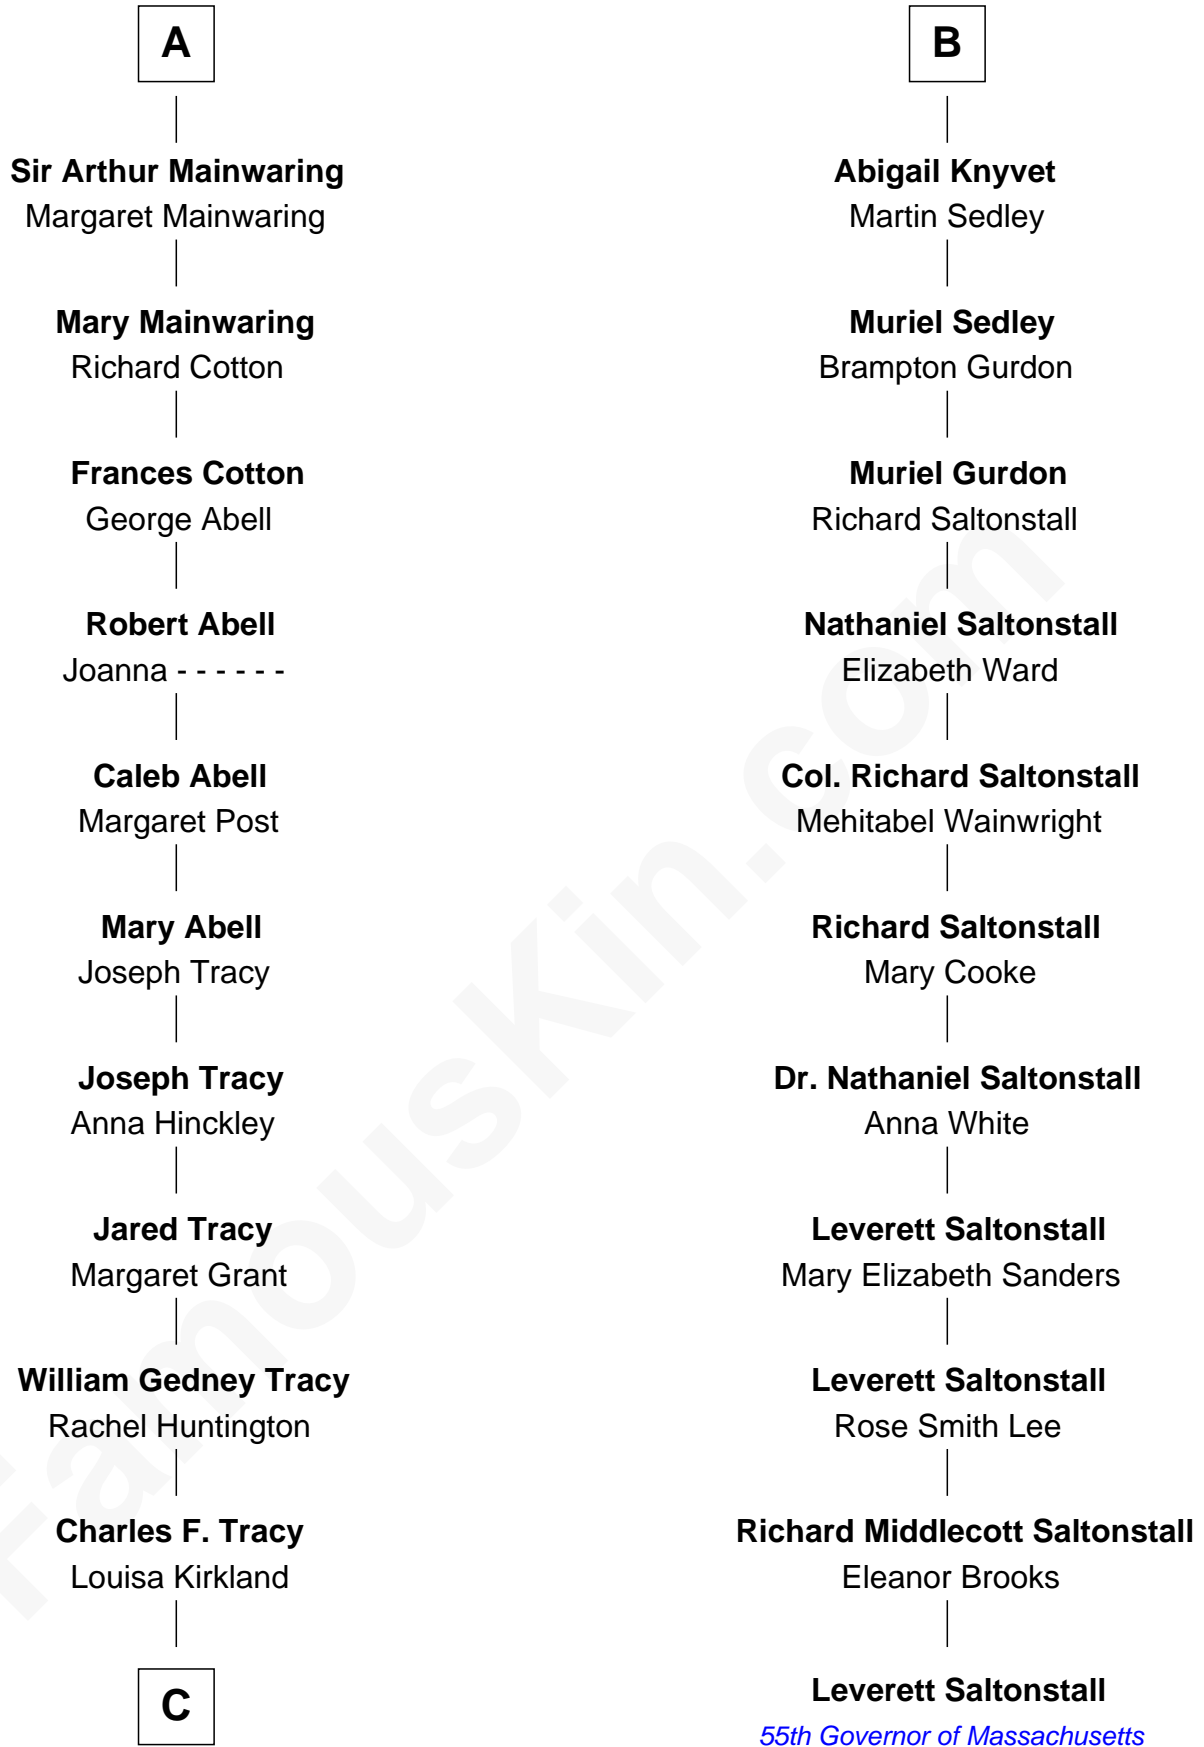 A
Sir Arthur Mainwaring
Margaret Mainwaring
Mary Mainwaring
Richard Cotton
Frances Cotton
George Abell
Robert Abell
Joanna - - - - - -
Caleb Abell
Margaret Post
Mary Abell
Joseph Tracy
Joseph Tracy
Anna Hinckley
Jared Tracy
Margaret Grant
William Gedney Tracy
Rachel Huntington
Charles F. Tracy
Louisa Kirkland
C
B
Abigail Knyvet
Martin Sedley
Muriel Sedley
Brampton Gurdon
Muriel Gurdon
Richard Saltonstall
Nathaniel Saltonstall
Elizabeth Ward
Col. Richard Saltonstall
Mehitabel Wainwright
Richard Saltonstall
Mary Cooke
Dr. Nathaniel Saltonstall
Anna White
Leverett Saltonstall
Mary Elizabeth Sanders
Leverett Saltonstall
Rose Smith Lee
Richard Middlecott Saltonstall
Eleanor Brooks
Leverett Saltonstall
55th Governor of Massachusetts
FamousKin.com